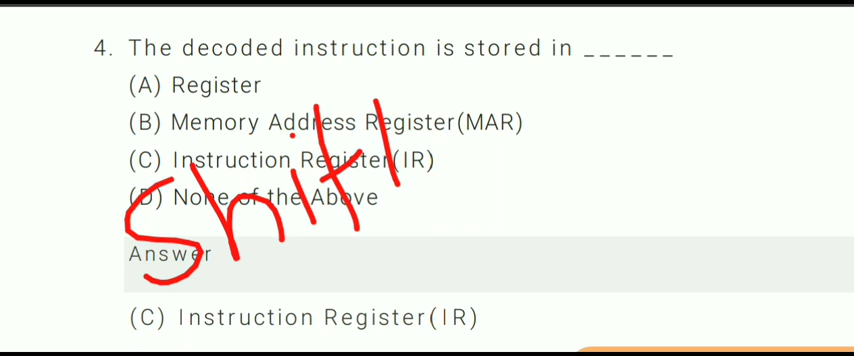 4. The decoded instruction is stored in ______
(A) Register
(B) Memory Address Register(MAR)
(C) Instruction Register(IR)
(D) None of the Above
Answer
(C) Instruction Register(IR)